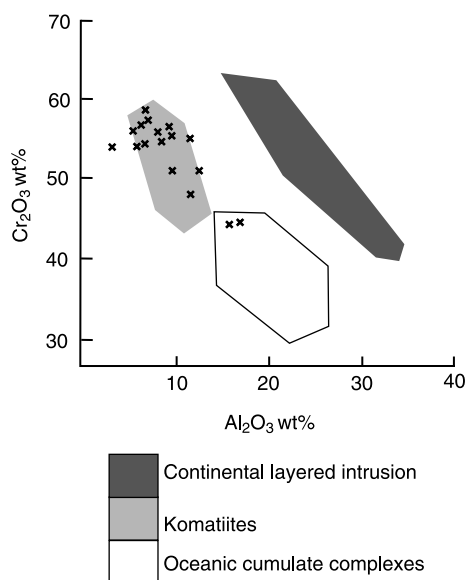 70
60
50
40
30
Cr₂O₃ wt%
10
20
30
40
Al₂O₃ wt%
Continental layered intrusion
Komatiites
Oceanic cumulate complexes